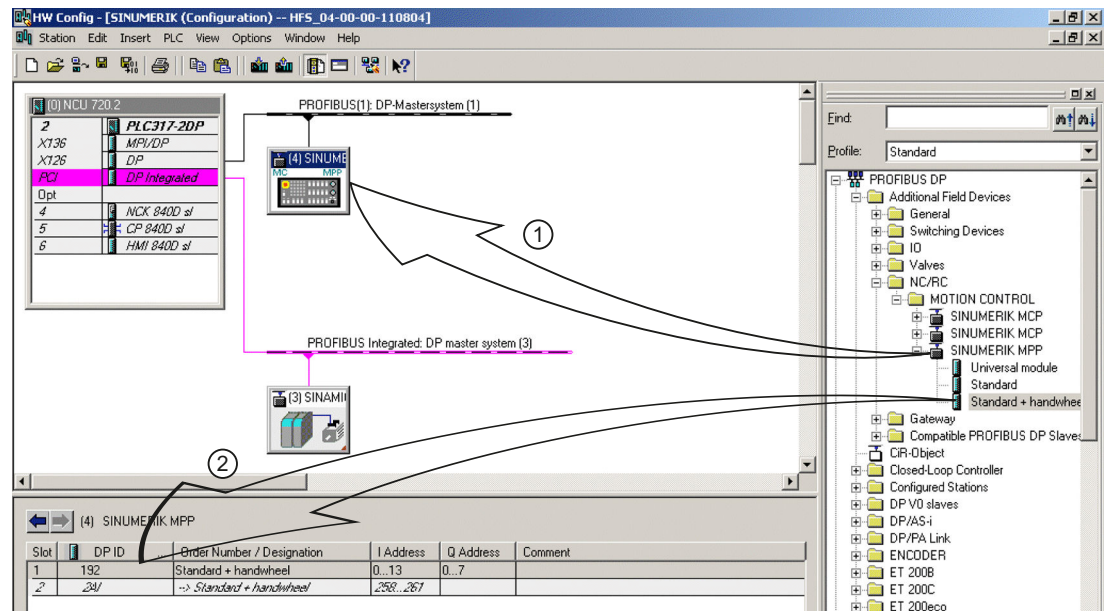 HW Config - [SINUMERIK (Configuration) -- HFS_04-00-00-110804]
Station Edit Insert PLC View Options Window Help
(0) NCU 720.2
2 PLC317-2DP
X136 MPI/DP
X126 DP
PCI DP Integrated
Opt
4 NCK 840D sl
5 CP 840D sl
6 HMI 840D sl
PROFIBUS(1): DP-Mastersystem (1)
(4) SINUME
MC MPP
1
PROFIBUS Integrated: DP master system (3)
(3) SINAMI
2
Find:
Profile: Standard
PROFIBUS DP
Additional Field Devices
General
Switching Devices
IO
Valves
NC/RC
MOTION CONTROL
SINUMERIK MCP
SINUMERIK MCP
SINUMERIK MPP
Universal module
Standard
Standard + handwhee
Gateway
Compatible PROFIBUS DP Slaves
CiR-Object
Closed-Loop Controller
Configured Stations
DP V0 slaves
DP/AS-i
DP/PA Link
ENCODER
ET 200B
ET 200C
ET 200eco
(4) SINUMERIK MPP
Slot DP ID ... Order Number / Designation I Address Q Address Comment
1 192 Standard + handwheel 0...13 0...7
2 2AI --> Standard + handwheel 258...261